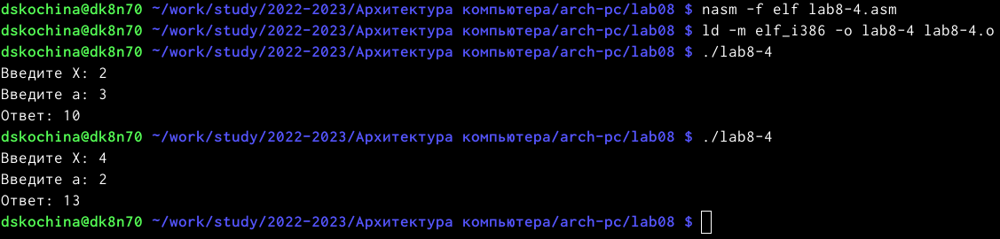 dskochina@dk8n70 ~/work/study/2022-2023/Архитектура компьютера/arch-pc/lab08 $ nasm -f elf lab8-4.asm
dskochina@dk8n70 ~/work/study/2022-2023/Архитектура компьютера/arch-pc/lab08 $ ld -m elf_i386 -o lab8-4 lab8-4.o
dskochina@dk8n70 ~/work/study/2022-2023/Архитектура компьютера/arch-pc/lab08 $ ./lab8-4
Введите X: 2
Введите a: 3
Ответ: 10
dskochina@dk8n70 ~/work/study/2022-2023/Архитектура компьютера/arch-pc/lab08 $ ./lab8-4
Введите X: 4
Введите a: 2
Ответ: 13
dskochina@dk8n70 ~/work/study/2022-2023/Архитектура компьютера/arch-pc/lab08 $